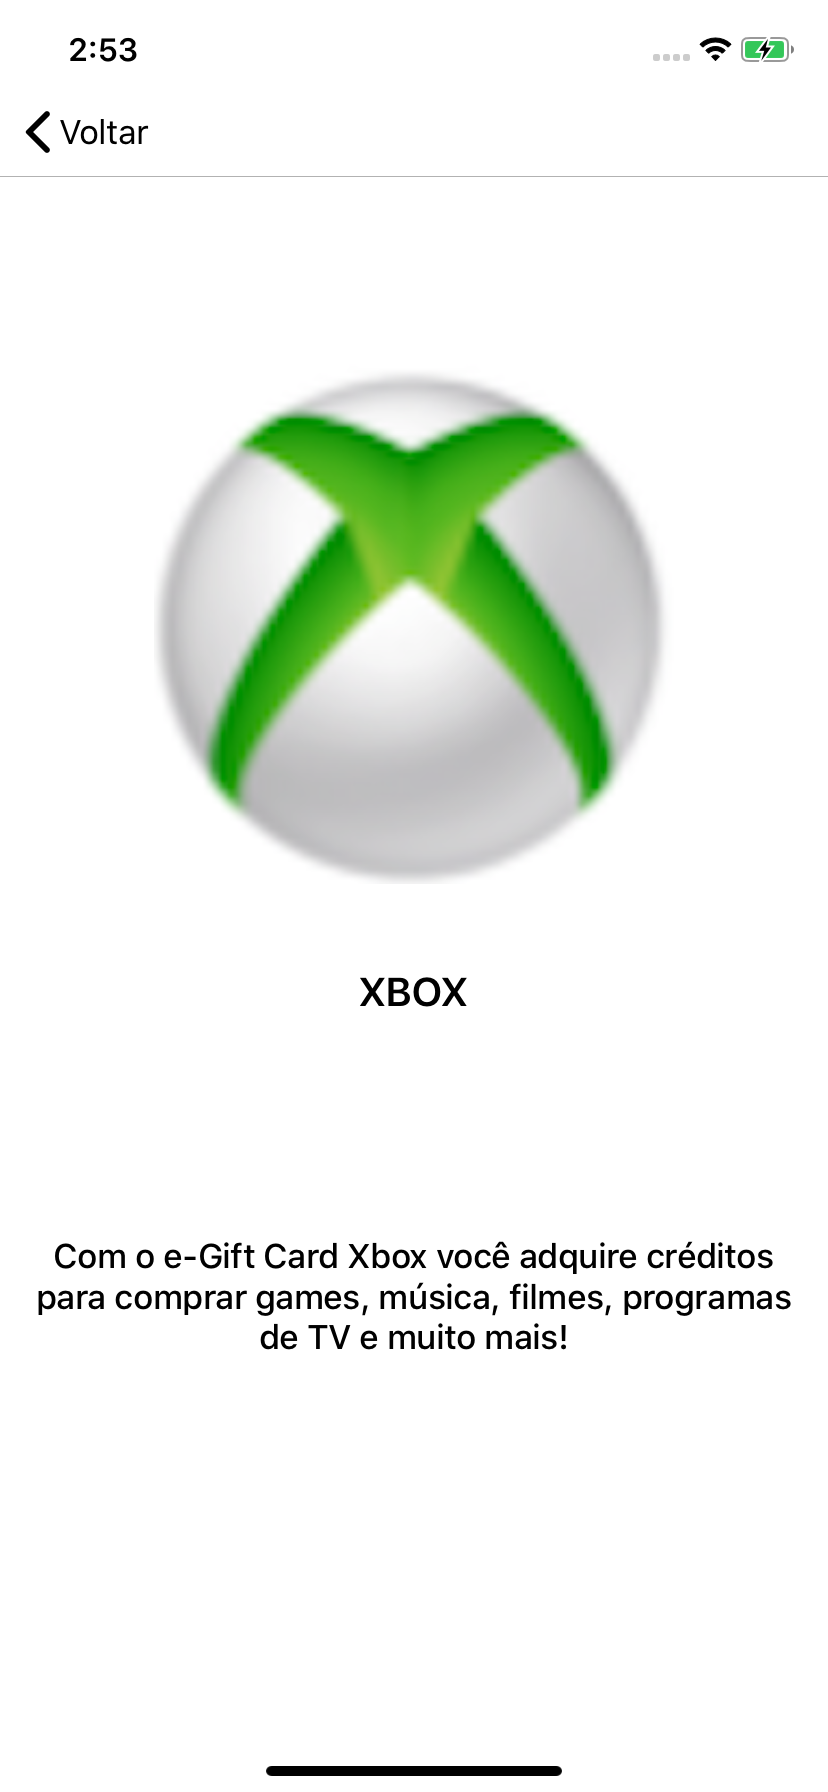 2:53
Voltar
XBOX
Com o e-Gift Card Xbox você adquire créditos
para comprar games, música, filmes, programas
de TV e muito mais!